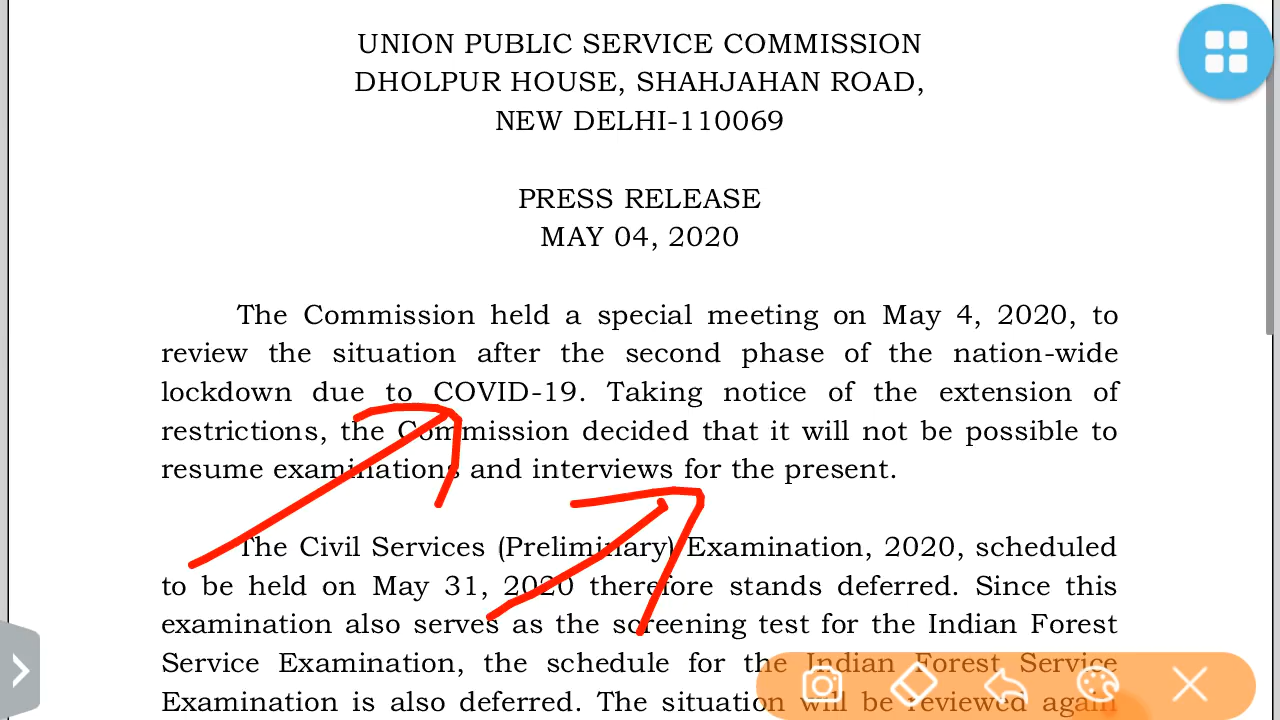 UNION PUBLIC SERVICE COMMISSION
DHOLPUR HOUSE, SHAHJAHAN ROAD,
NEW DELHI-110069
PRESS RELEASE
MAY 04, 2020
The Commission held a special meeting on May 4, 2020, to
review the situation after the second phase of the nation-wide
lockdown due to COVID-19. Taking notice of the extension of
restrictions, the Commission decided that it will not be possible to
resume examinations and interviews for the present.
The Civil Services (Preliminary) Examination, 2020, scheduled
to be held on May 31, 2020 therefore stands deferred. Since this
examination also serves as the screening test for the Indian Forest
Service Examination, the schedule for the Indian Forest Service
Examination is also deferred. The situation will be reviewed again